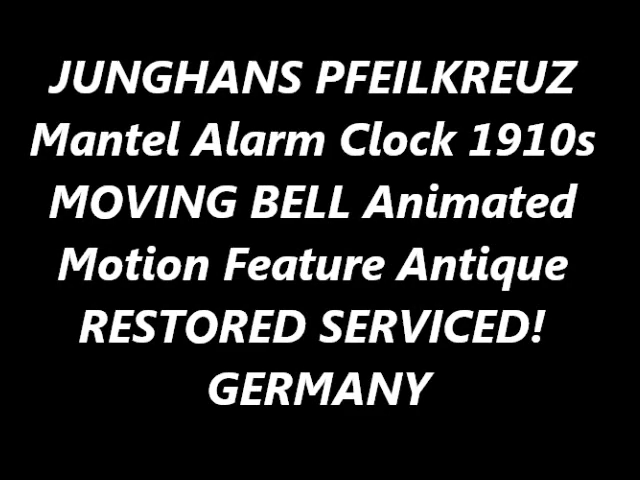 JUNGHANS PFEILKREUZ
Mantel Alarm Clock 1910s
MOVING BELL Animated
Motion Feature Antique
RESTORED SERVICED!
GERMANY